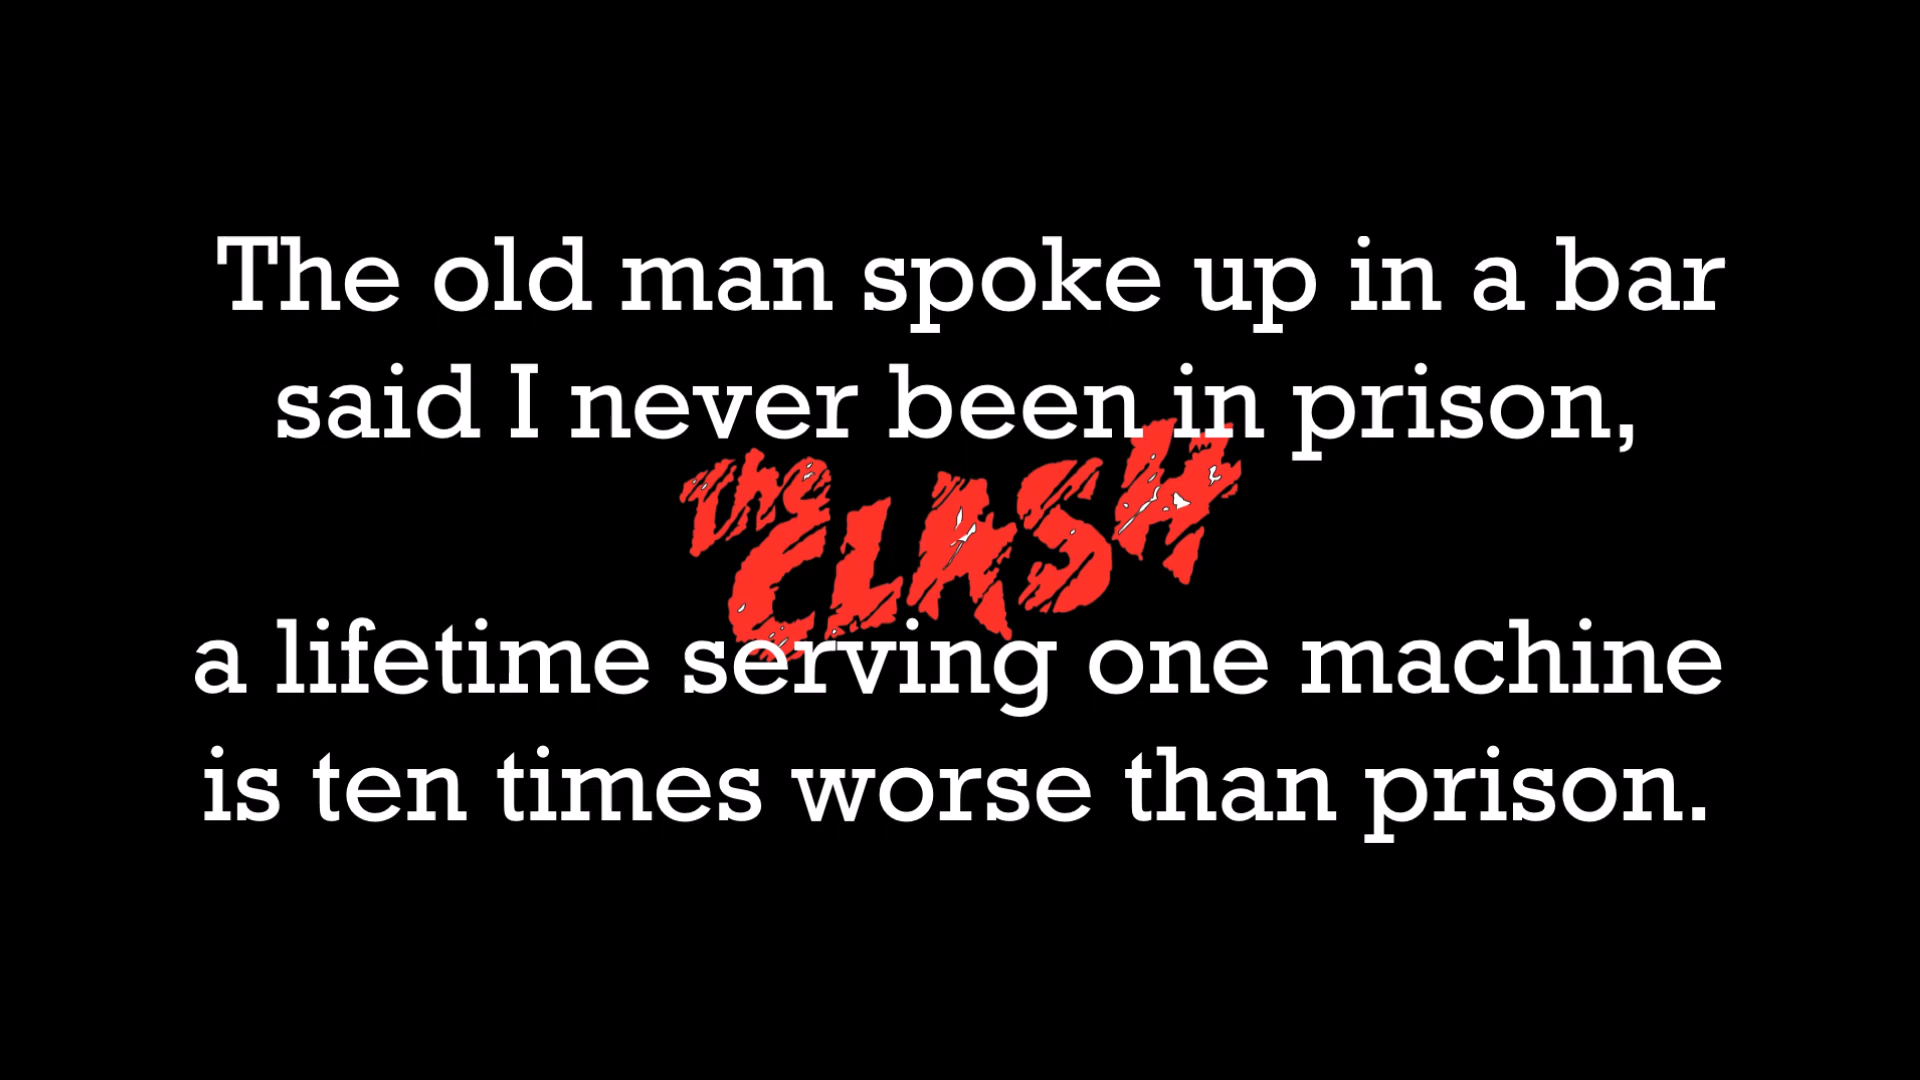 The old man spoke up in a bar
said I never been in prison,
the CLASH
a lifetime serving one machine
is ten times worse than prison.